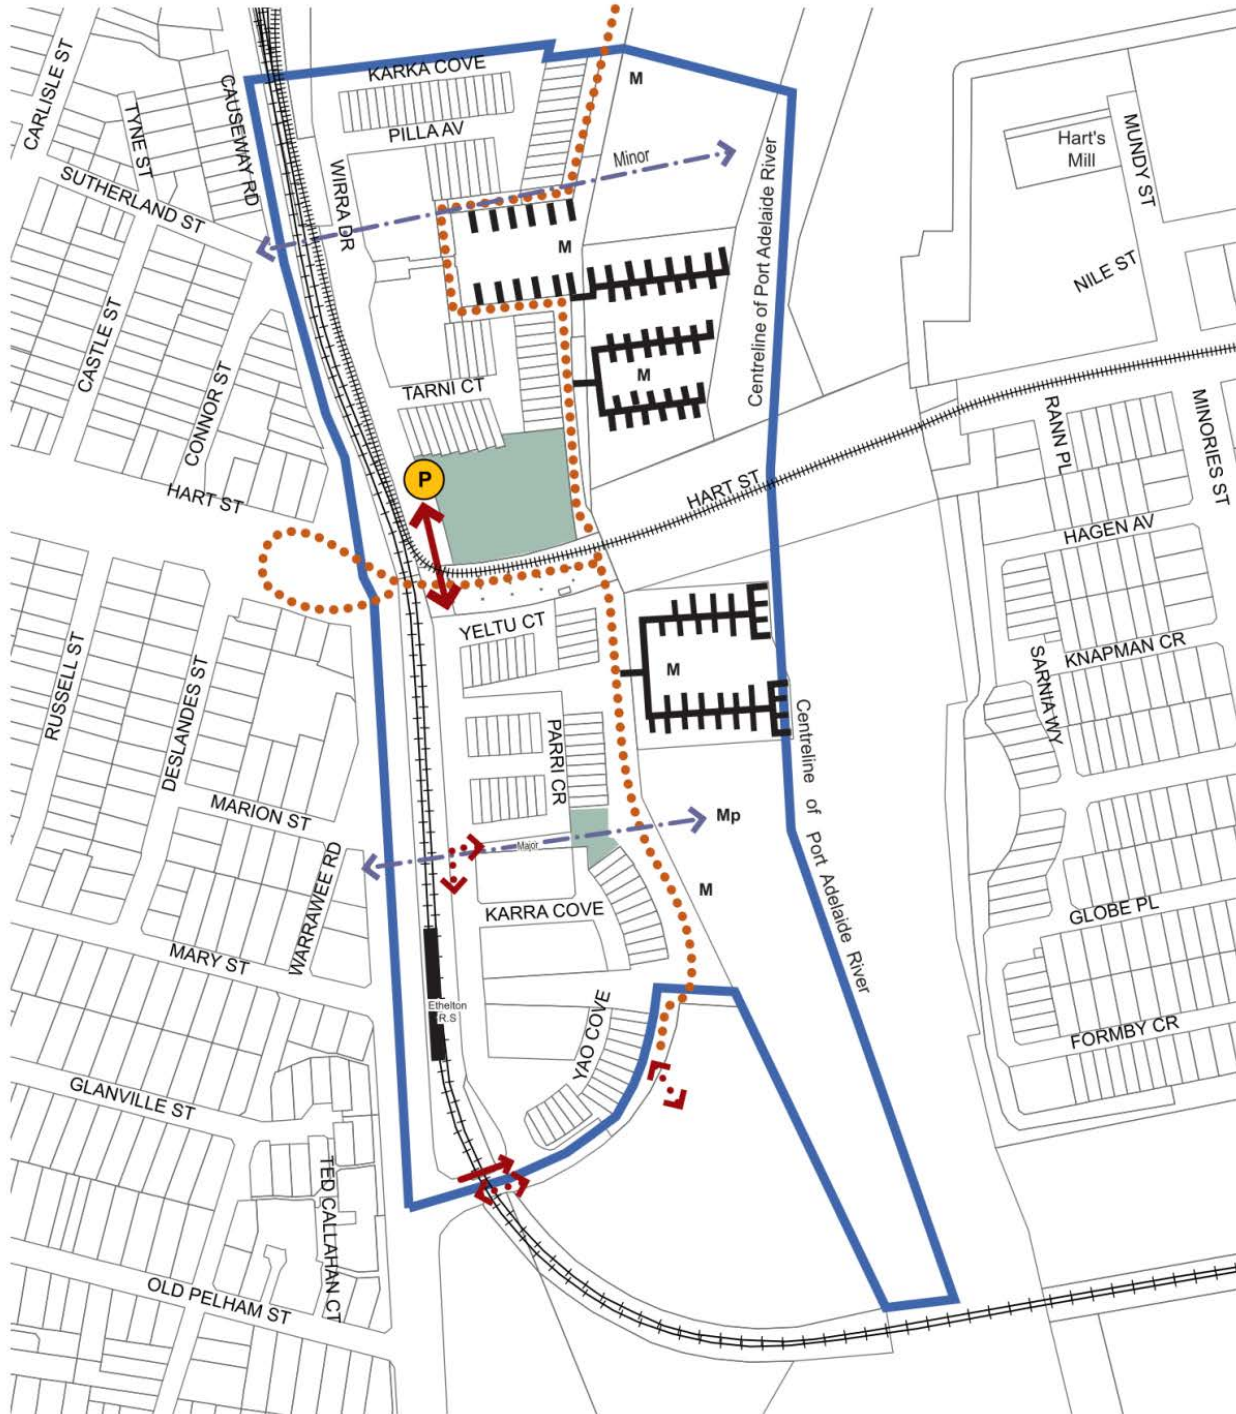 CARLISLE ST
TYNE ST
CAUSEWAY RD
KARKA COVE
M
PILLA AV
Minor
Hart's
Mill
MUNDY ST
SUTHERLAND ST
WIRRA DR
M
Centreline of Port Adelaide River
NILE ST
CASTLE ST
CONNOR ST
TARNI CT
M
RANN PL
MINORIES ST
P
HART ST
HART ST
HAGEN AV
RUSSELL ST
DESLANDES ST
YELTU CT
M
SARNIA WY
KNAPMAN CR
PARRI CR
Centreline of Port Adelaide River
MARION ST
Major
Mp
WARRAWEE RD
M
KARRA COVE
GLOBE PL
MARY ST
Ethelton
R.S
YAO COVE
FORMBY CR
GLANVILLE ST
TED CALLAHAN CT
OLD PELHAM ST